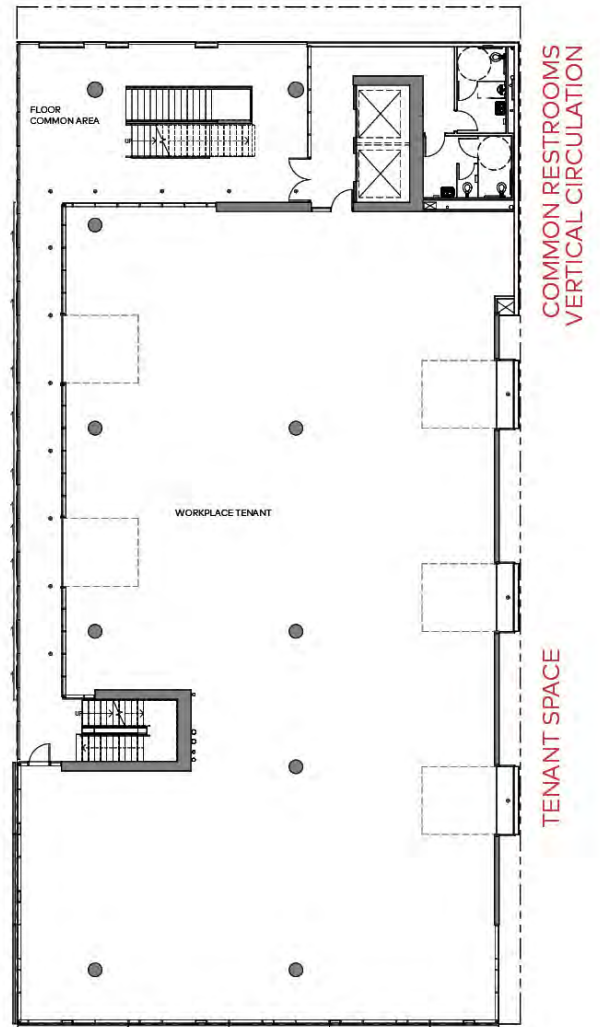 FLOOR
COMMON AREA
COMMON RESTROOMS
VERTICAL CIRCULATION
WORKPLACE TENANT
TENANT SPACE